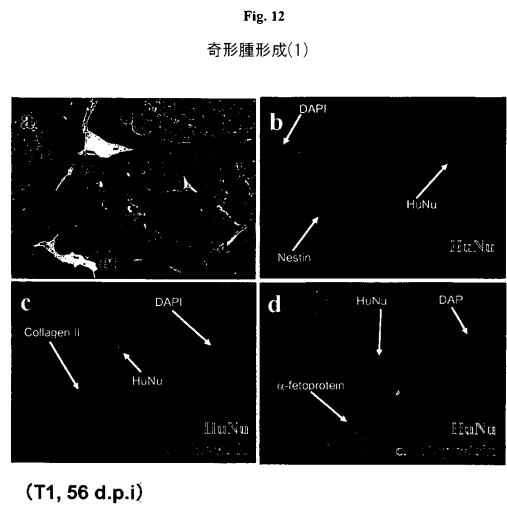 Fig. 12
奇形腫形成(1)
a
b
DAPI
HuNu
Nestin
HuNu
c
Collagen II
DAPI
HuNu
HuNu
d
HuNu
DAP
α-fetoprotein
HuNu
(T1, 56 d.p.i)